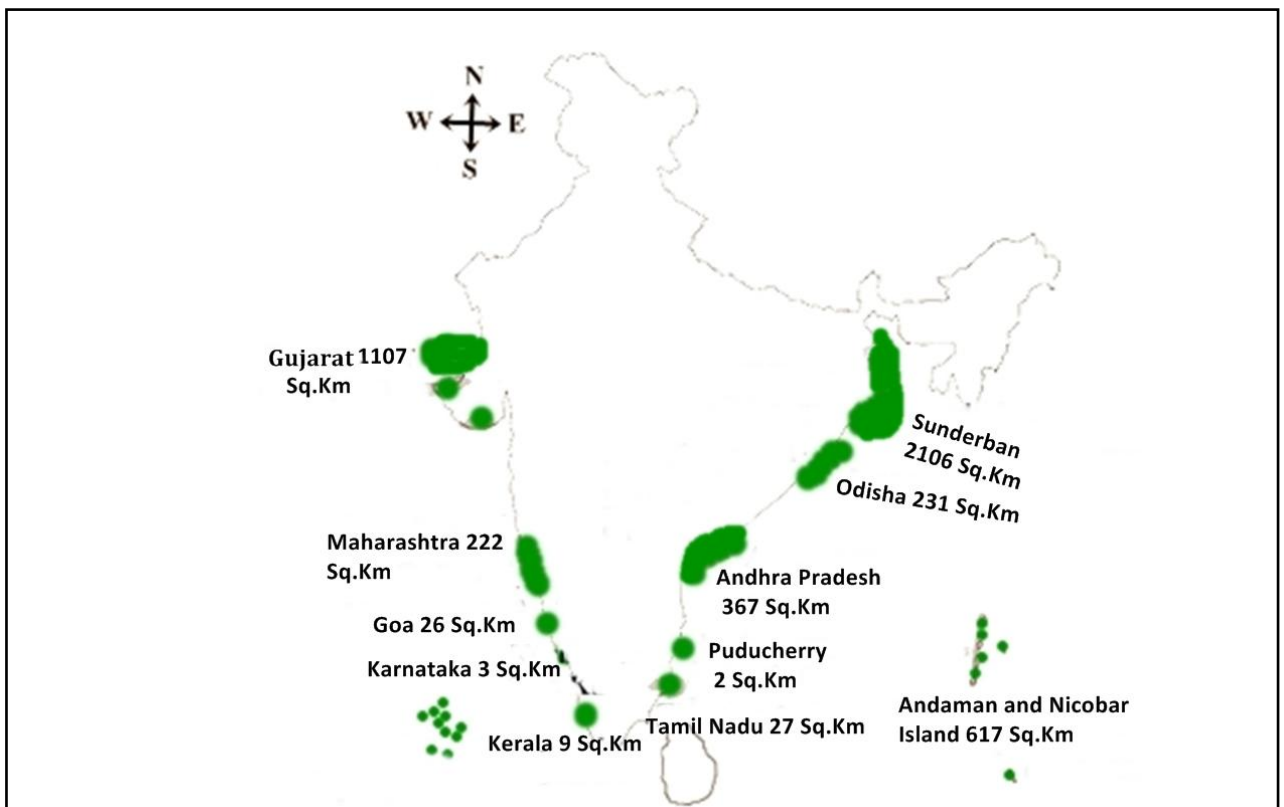 N
W E
S
Gujarat 1107
Sq.Km
Sunderban
2106 Sq.Km
Odisha 231 Sq.Km
Maharashtra 222
Sq.Km
Andhra Pradesh
367 Sq.Km
Goa 26 Sq.Km
Puducherry
2 Sq.Km
Karnataka 3 Sq.Km
Andaman and Nicobar
Island 617 Sq.Km
Tamil Nadu 27 Sq.Km
Kerala 9 Sq.Km